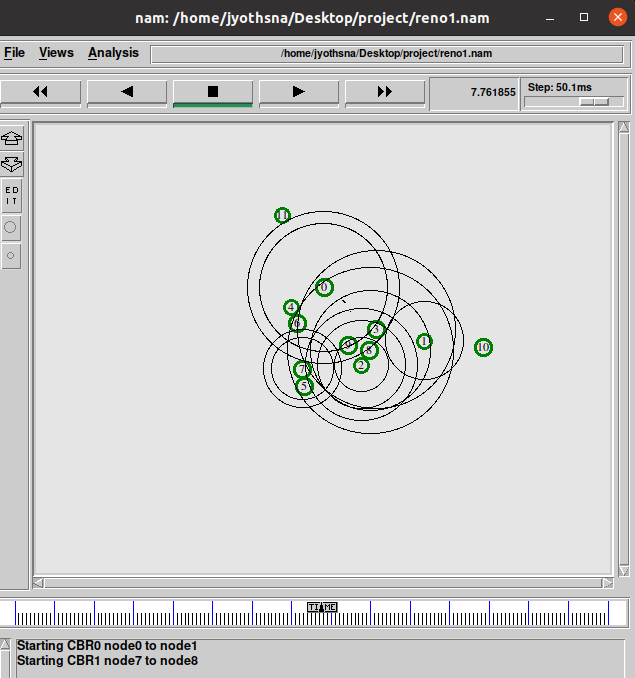 nam: /home/jyothsna/Desktop/project/reno1.nam
File Views Analysis /home/jyothsna/Desktop/project/reno1.nam
7.761855 Step: 50.1ms
ED
IT
11
0
4
6
3
1
10
9
8
2
7
5
TIME
Starting CBR0 node0 to node1
Starting CBR1 node7 to node8